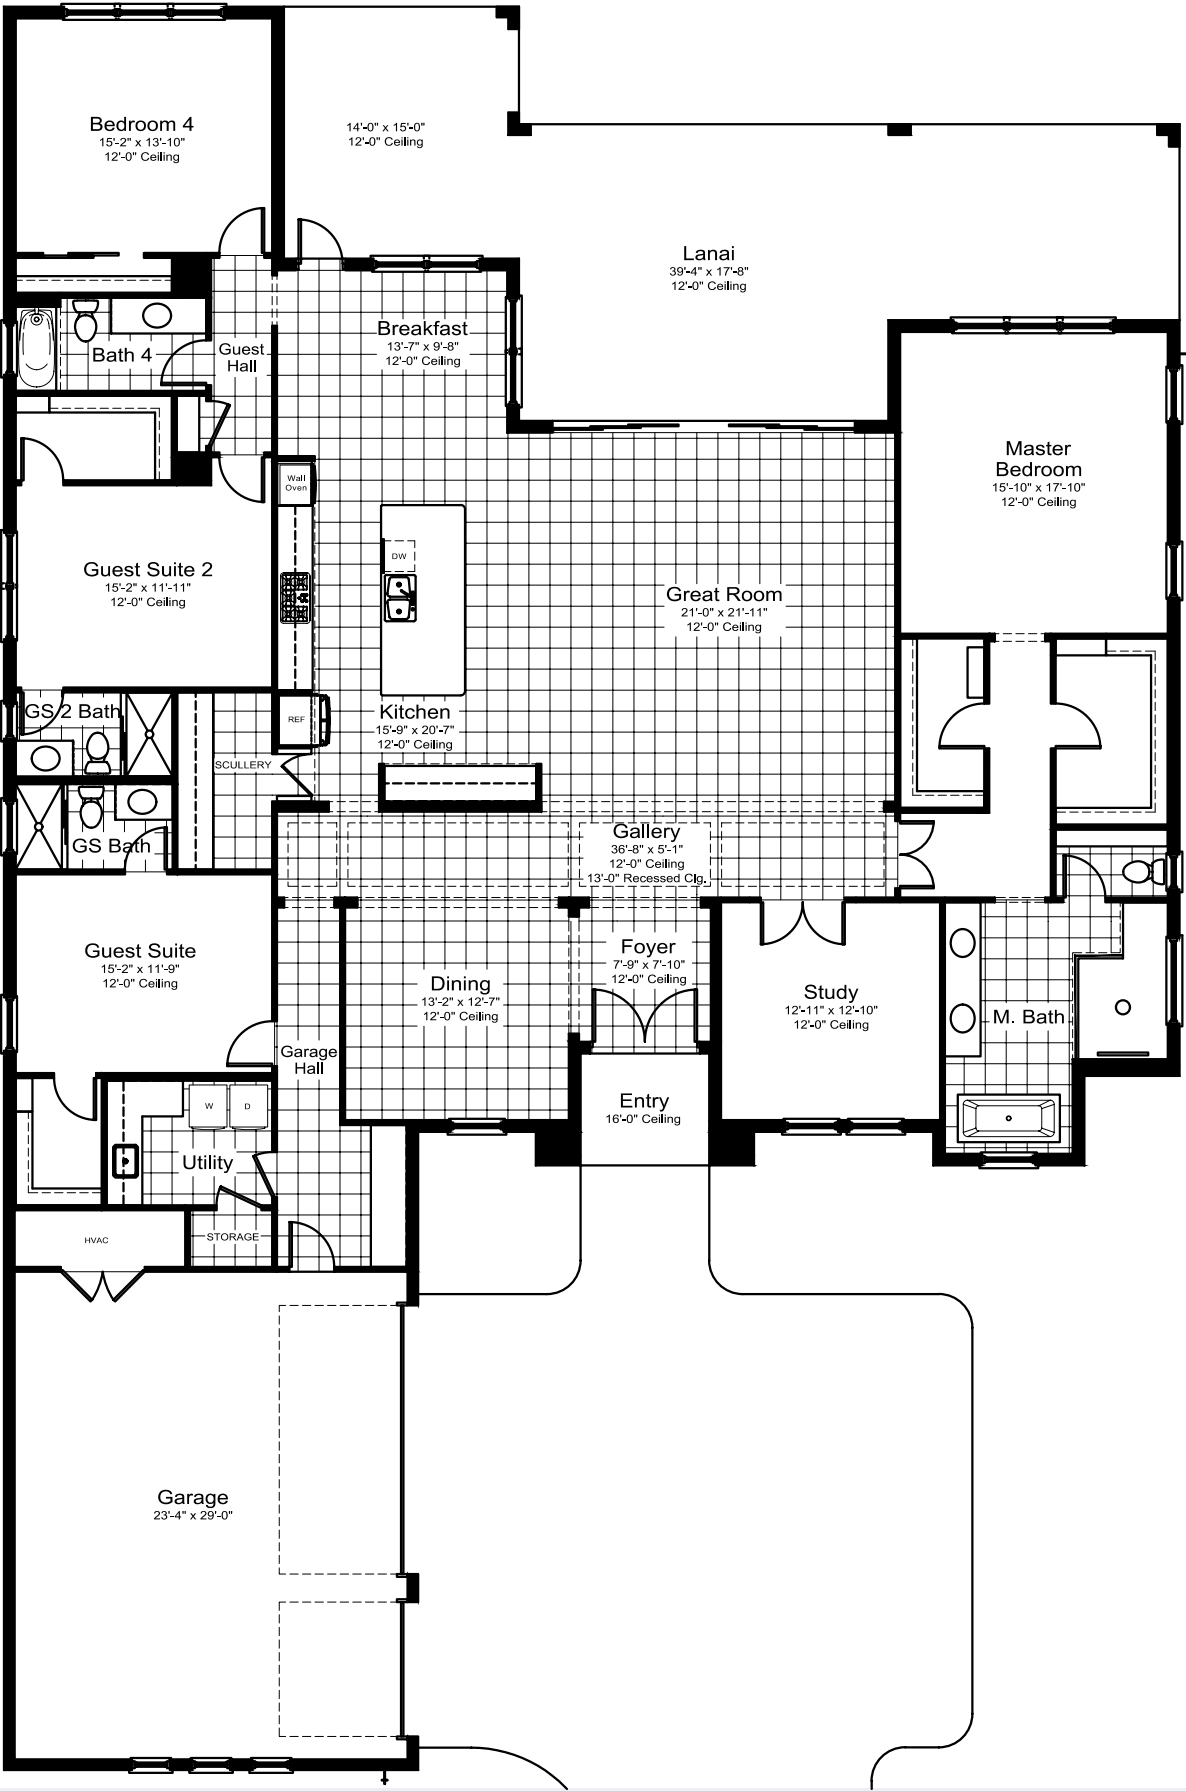 Bedroom 4
15'-2" x 13'-10"
12'-0" Ceiling
14'-0" x 15'-0"
12'-0" Ceiling
Lanai
39'-4" x 17'-8"
12'-0" Ceiling
Breakfast
13'-7" x 9'-8"
12'-0" Ceiling
Bath 4
Guest
Hall
Master
Bedroom
15'-10" x 17'-10"
12'-0" Ceiling
Wall
Oven
DW
Guest Suite 2
15'-2" x 11'-11"
12'-0" Ceiling
Great Room
21'-0" x 21'-11"
12'-0" Ceiling
GS 2 Bath
REF
Kitchen
15'-9" x 20'-7"
12'-0" Ceiling
SCULLERY
GS Bath
Gallery
36'-8" x 5'-1"
12'-0" Ceiling
13'-0" Recessed Clg.
Guest Suite
15'-2" x 11'-9"
12'-0" Ceiling
Foyer
7'-9" x 7'-10"
12'-0" Ceiling
Dining
13'-2" x 12'-7"
12'-0" Ceiling
Study
12'-11" x 12'-10"
12'-0" Ceiling
M. Bath
Garage
Hall
W
D
Entry
16'-0" Ceiling
Utility
HVAC
STORAGE
Garage
23'-4" x 29'-0"